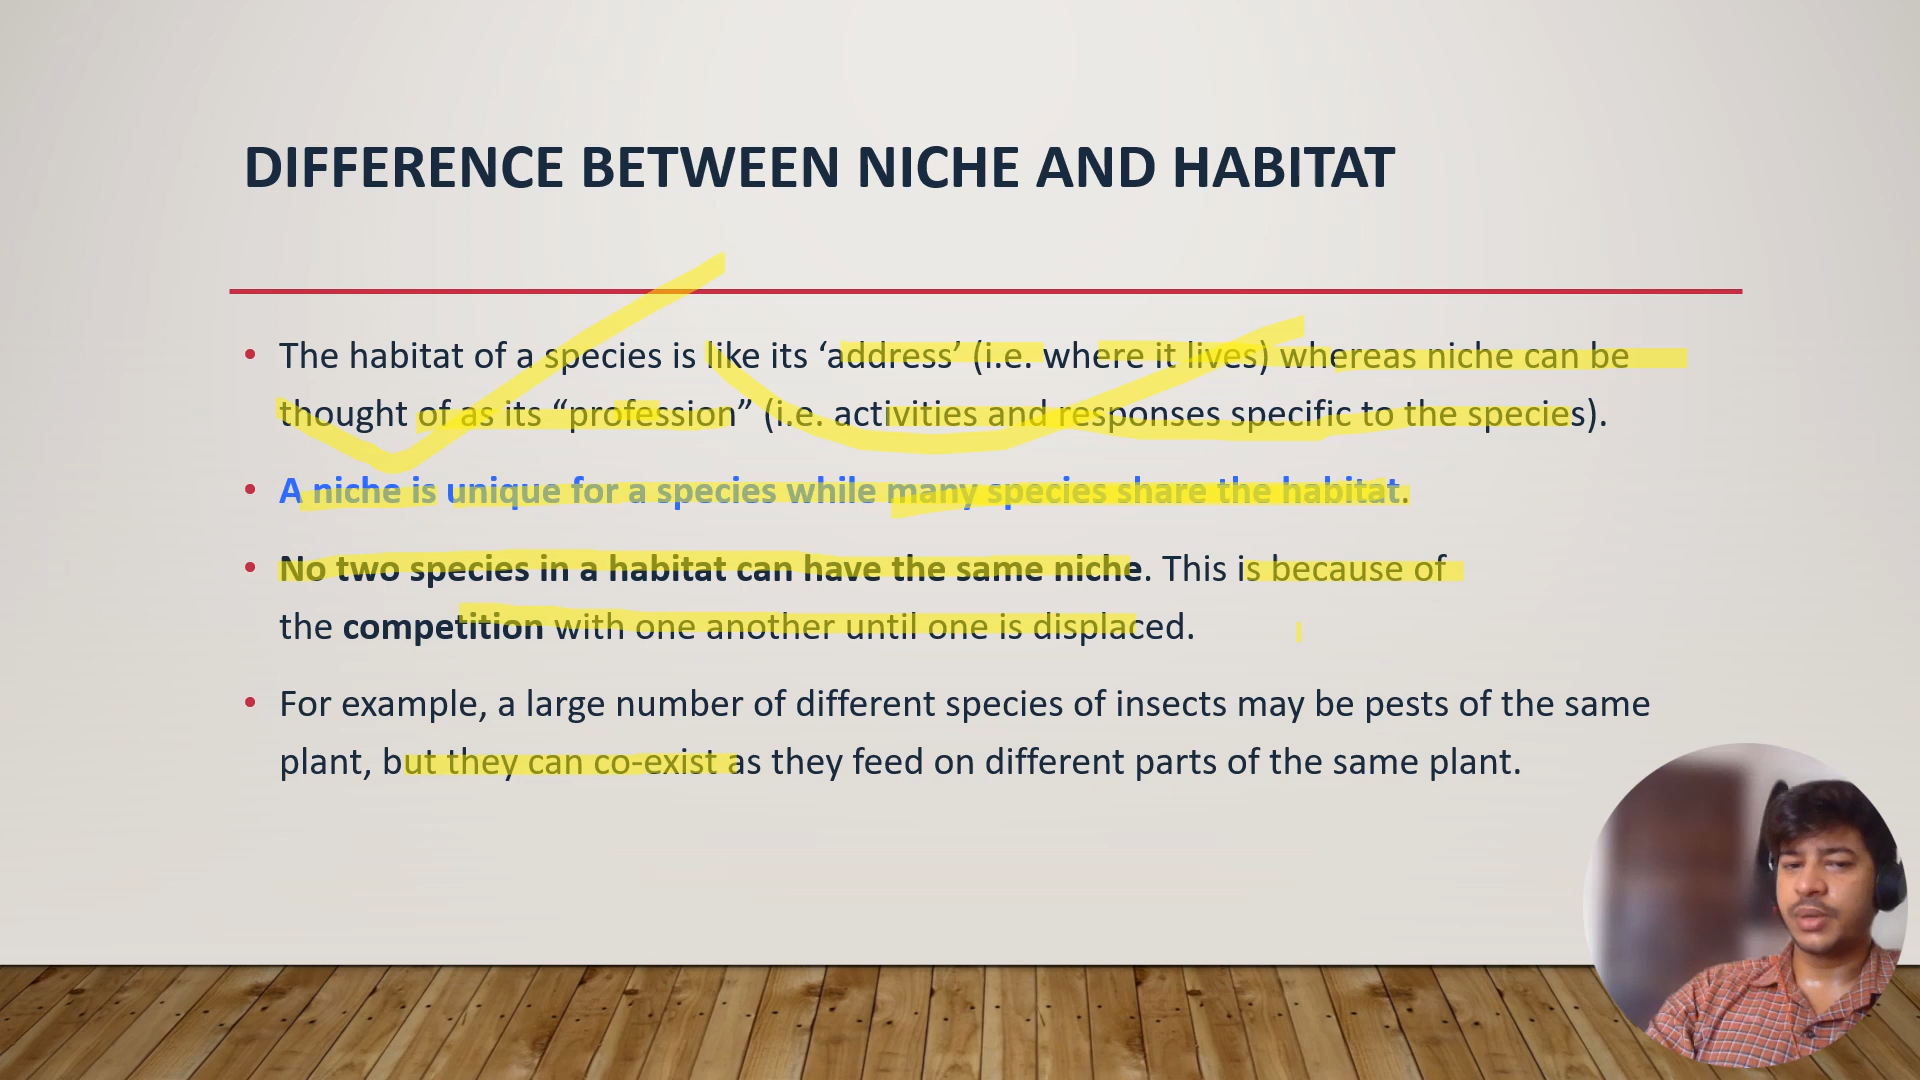 DIFFERENCE BETWEEN NICHE AND HABITAT
• The habitat of a species is like its ‘address’ (i.e. where it lives) whereas niche can be
thought of as its “profession” (i.e. activities and responses specific to the species).
• A niche is unique for a species while many species share the habitat.
• No two species in a habitat can have the same niche. This is because of
the competition with one another until one is displaced.
• For example, a large number of different species of insects may be pests of the same
plant, but they can co-exist as they feed on different parts of the same plant.